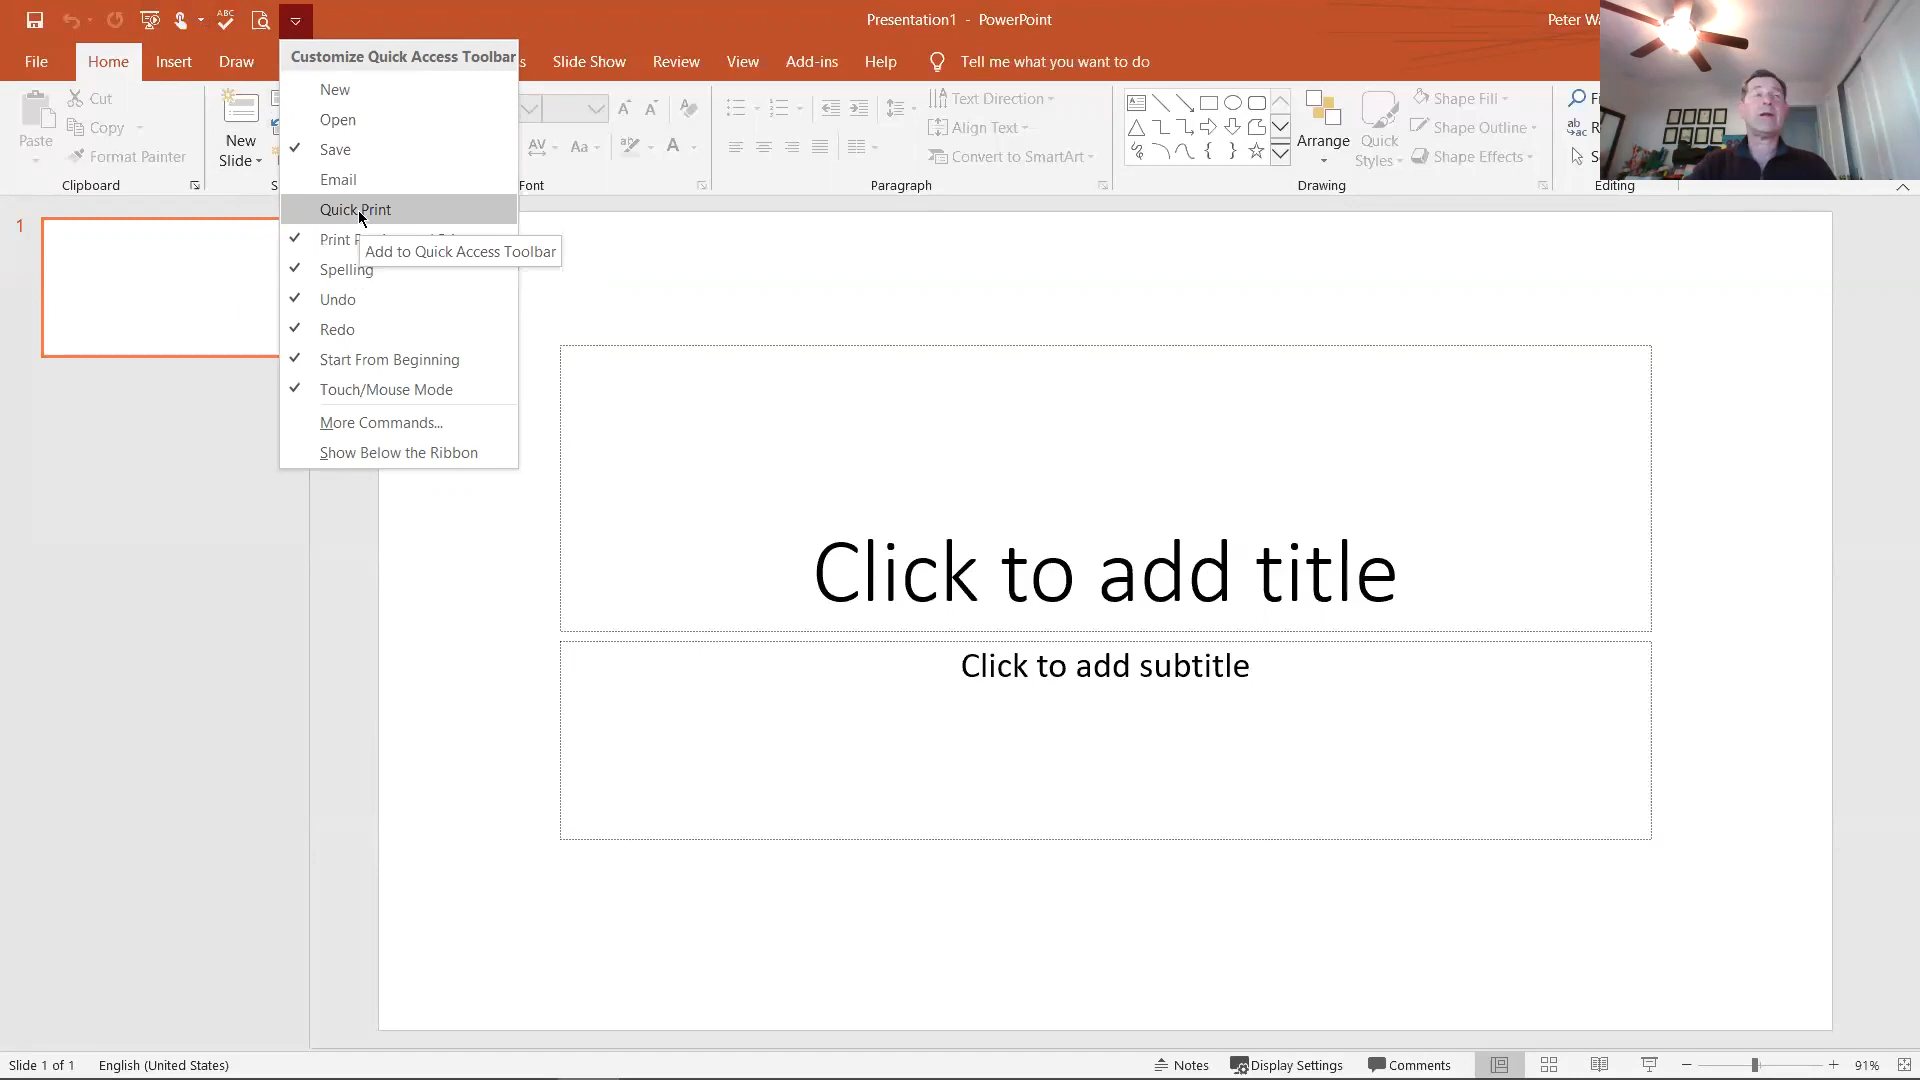 Presentation1 - PowerPoint
Peter
File
Home
Insert
Draw
Slide Show
Review
View
Add-ins
Help
Tell me what you want to do
Customize Quick Access Toolbar
New
Open
Save
Email
Quick Print
Print
Add to Quick Access Toolbar
Spelling
Undo
Redo
Start From Beginning
Touch/Mouse Mode
More Commands...
Show Below the Ribbon
Paste
Cut
Copy
Format Painter
Clipboard
New
Slide
Font
Aa
AV
A
ABC
Text Direction
Align Text
Convert to SmartArt
Paragraph
Arrange
Quick
Styles
Shape Fill
Shape Outline
Shape Effects
Drawing
Editing
1
Click to add title
Click to add subtitle
Slide 1 of 1
English (United States)
Notes
Display Settings
Comments
91%